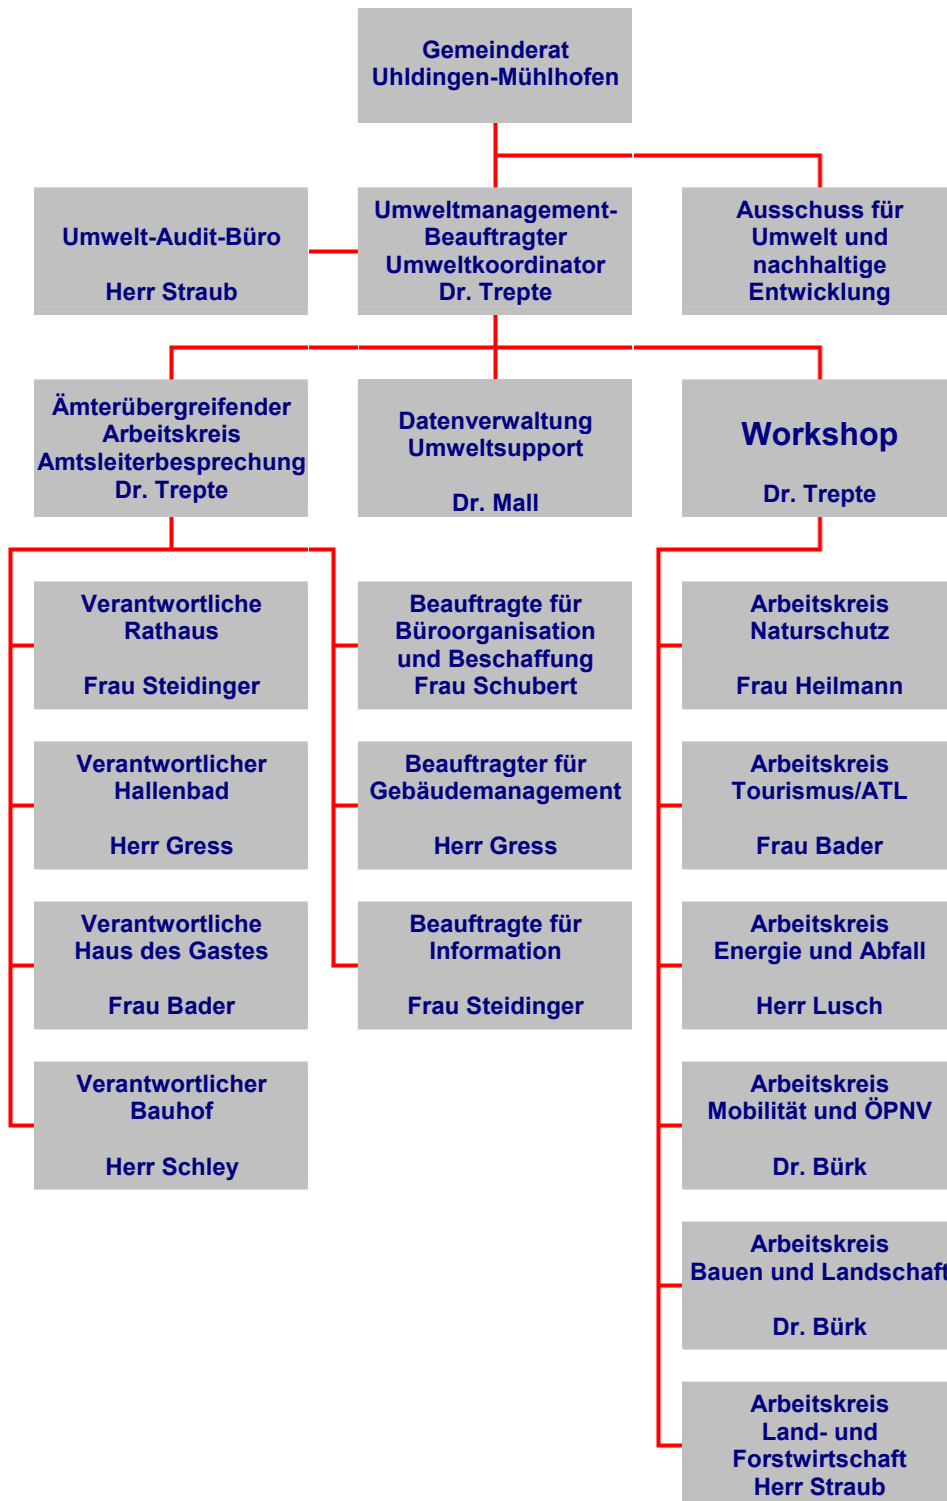 Gemeinderat
Uhldingen-Mühlhofen
Umwelt-Audit-Büro
Herr Straub
Umweltmanagement-
Beauftragter
Umweltkoordinator
Dr. Trepte
Ausschuss für
Umwelt und
nachhaltige
Entwicklung
Ämterübergreifender
Arbeitskreis
Amtsleiterbesprechung
Dr. Trepte
Datenverwaltung
Umweltsupport
Dr. Mall
Workshop
Dr. Trepte
Verantwortliche
Rathaus
Frau Steidinger
Beauftragte für
Büroorganisation
und Beschaffung
Frau Schubert
Arbeitskreis
Naturschutz
Frau Heilmann
Verantwortlicher
Hallenbad
Herr Gress
Beauftragter für
Gebäudemanagement
Herr Gress
Arbeitskreis
Tourismus/ATL
Frau Bader
Verantwortliche
Haus des Gastes
Frau Bader
Beauftragte für
Information
Frau Steidinger
Arbeitskreis
Energie und Abfall
Herr Lusch
Verantwortlicher
Bauhof
Herr Schley
Arbeitskreis
Mobilität und ÖPNV
Dr. Bürk
Arbeitskreis
Bauen und Landschaft
Dr. Bürk
Arbeitskreis
Land- und
Forstwirtschaft
Herr Straub